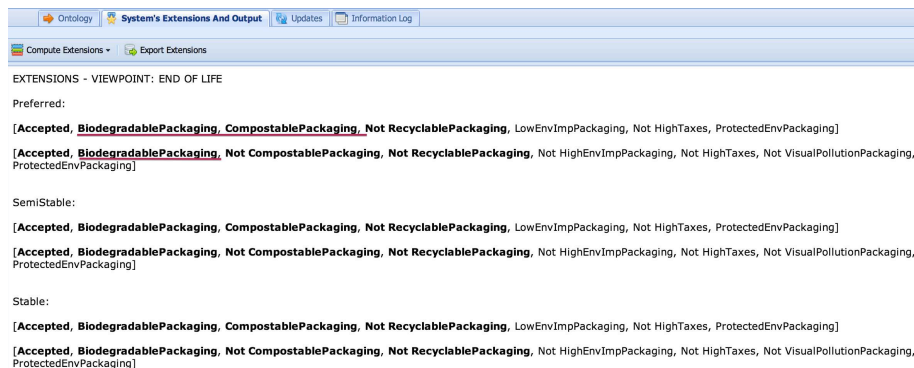 Ontology System's Extensions And Output Updates Information Log
Compute Extensions Export Extensions
EXTENSIONS - VIEWPOINT: END OF LIFE
Preferred:
[Accepted, BiodegradablePackaging, CompostablePackaging, Not RecyclablePackaging, LowEnvImpPackaging, Not HighTaxes, ProtectedEnvPackaging]
[Accepted, BiodegradablePackaging, Not CompostablePackaging, Not RecyclablePackaging, Not HighEnvImpPackaging, Not HighTaxes, Not VisualPollutionPackaging,
ProtectedEnvPackaging]
SemiStable:
[Accepted, BiodegradablePackaging, CompostablePackaging, Not RecyclablePackaging, LowEnvImpPackaging, Not HighTaxes, ProtectedEnvPackaging]
[Accepted, BiodegradablePackaging, Not CompostablePackaging, Not RecyclablePackaging, Not HighEnvImpPackaging, Not HighTaxes, Not VisualPollutionPackaging,
ProtectedEnvPackaging]
Stable:
[Accepted, BiodegradablePackaging, CompostablePackaging, Not RecyclablePackaging, LowEnvImpPackaging, Not HighTaxes, ProtectedEnvPackaging]
[Accepted, BiodegradablePackaging, Not CompostablePackaging, Not RecyclablePackaging, Not HighEnvImpPackaging, Not HighTaxes, Not VisualPollutionPackaging,
ProtectedEnvPackaging]